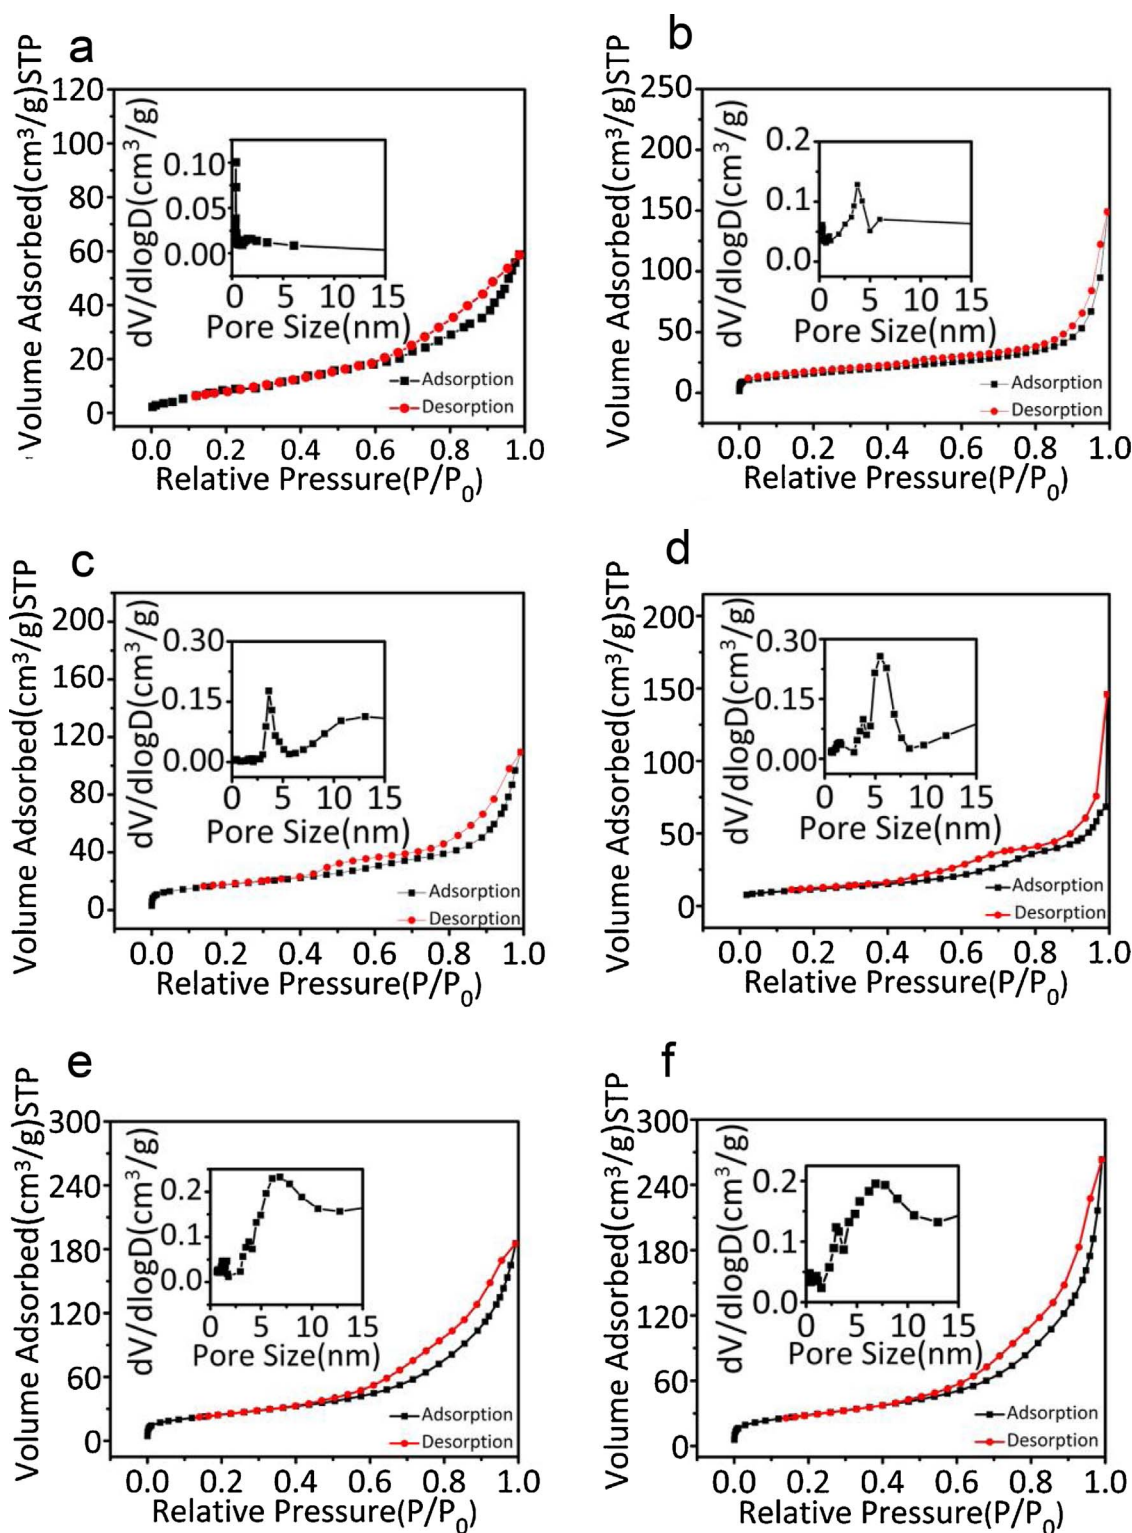 a
Volume Adsorbed(cm³/g)STP
120
100
80
60
40
20
0
0.0 0.2 0.4 0.6 0.8 1.0
Relative Pressure(P/P₀)
dV/dlogD(cm³/g)
0.10
0.05
0.00
0 5 10 15
Pore Size(nm)
Adsorption
Desorption
b
Volume Adsorbed(cm³/g)STP
250
200
150
100
50
0
0.0 0.2 0.4 0.6 0.8 1.0
Relative Pressure(P/P₀)
dV/dlogD(cm³/g)
0.2
0.1
0.0
0 5 10 15
Pore Size(nm)
Adsorption
Desorption
c
Volume Adsorbed(cm³/g)STP
200
160
120
80
40
0
0.0 0.2 0.4 0.6 0.8 1.0
Relative Pressure(P/P₀)
dV/dlogD(cm³/g)
0.30
0.15
0.00
0 5 10 15
Pore Size(nm)
Adsorption
Desorption
d
Volume Adsorbed(cm³/g)STP
200
150
100
50
0
0.0 0.2 0.4 0.6 0.8 1.0
Relative Pressure(P/P₀)
dV/dlogD(cm³/g)
0.30
0.15
0.00
0 5 10 15
Pore Size(nm)
Adsorption
Desorption
e
Volume Adsorbed(cm³/g)STP
300
240
180
120
60
0
0.0 0.2 0.4 0.6 0.8 1.0
Relative Pressure(P/P₀)
dV/dlogD(cm³/g)
0.2
0.1
0.0
0 5 10 15
Pore Size(nm)
Adsorption
Desorption
f
Volume Adsorbed(cm³/g)STP
300
240
180
120
60
0
0.0 0.2 0.4 0.6 0.8 1.0
Relative Pressure(P/P₀)
dV/dlogD(cm³/g)
0.2
0.1
0.0
0 5 10 15
Pore Size(nm)
Adsorption
Desorption